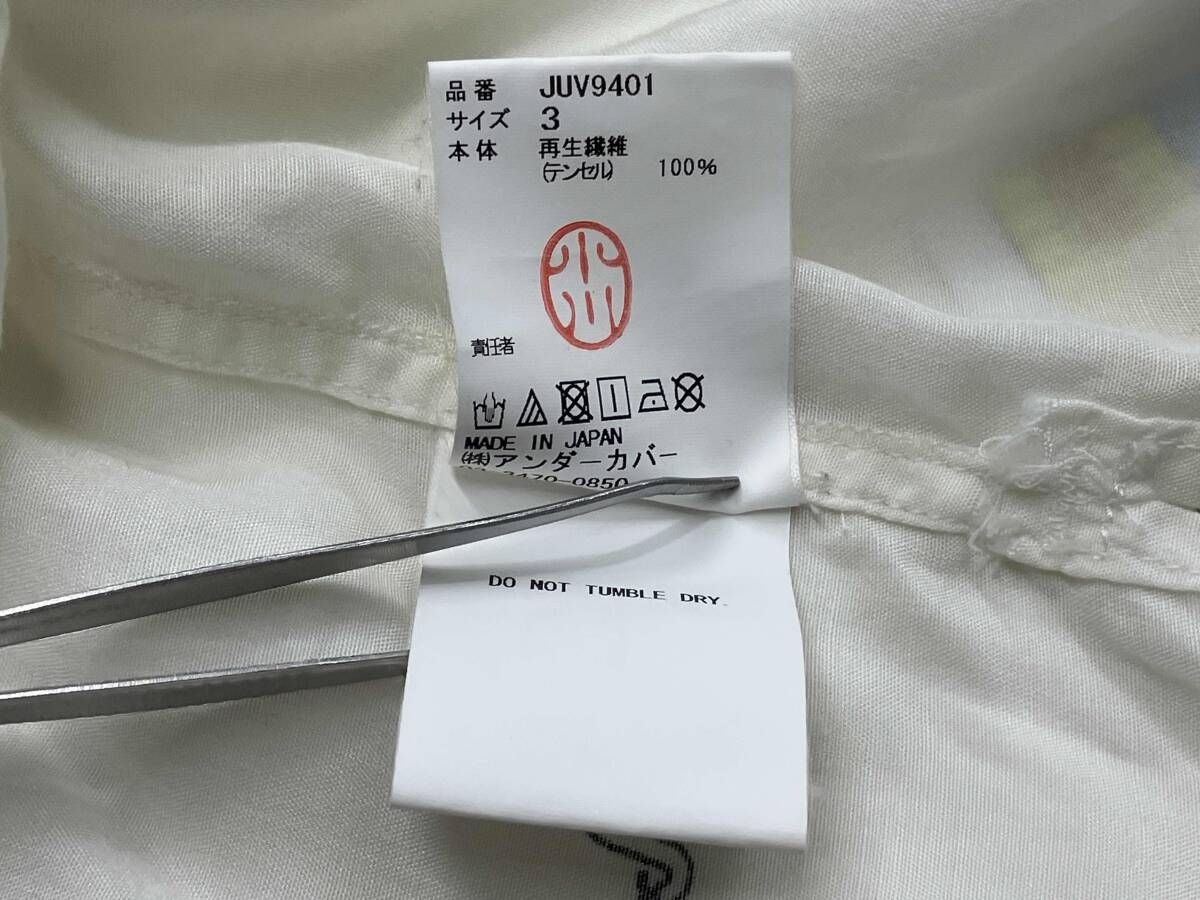 品番 JUV9401
サイズ 3
本体 再生繊維
(テンセル) 100%
責任者
MADE IN JAPAN
(株)アンダーカバー
0850
DO NOT TUMBLE DRY.